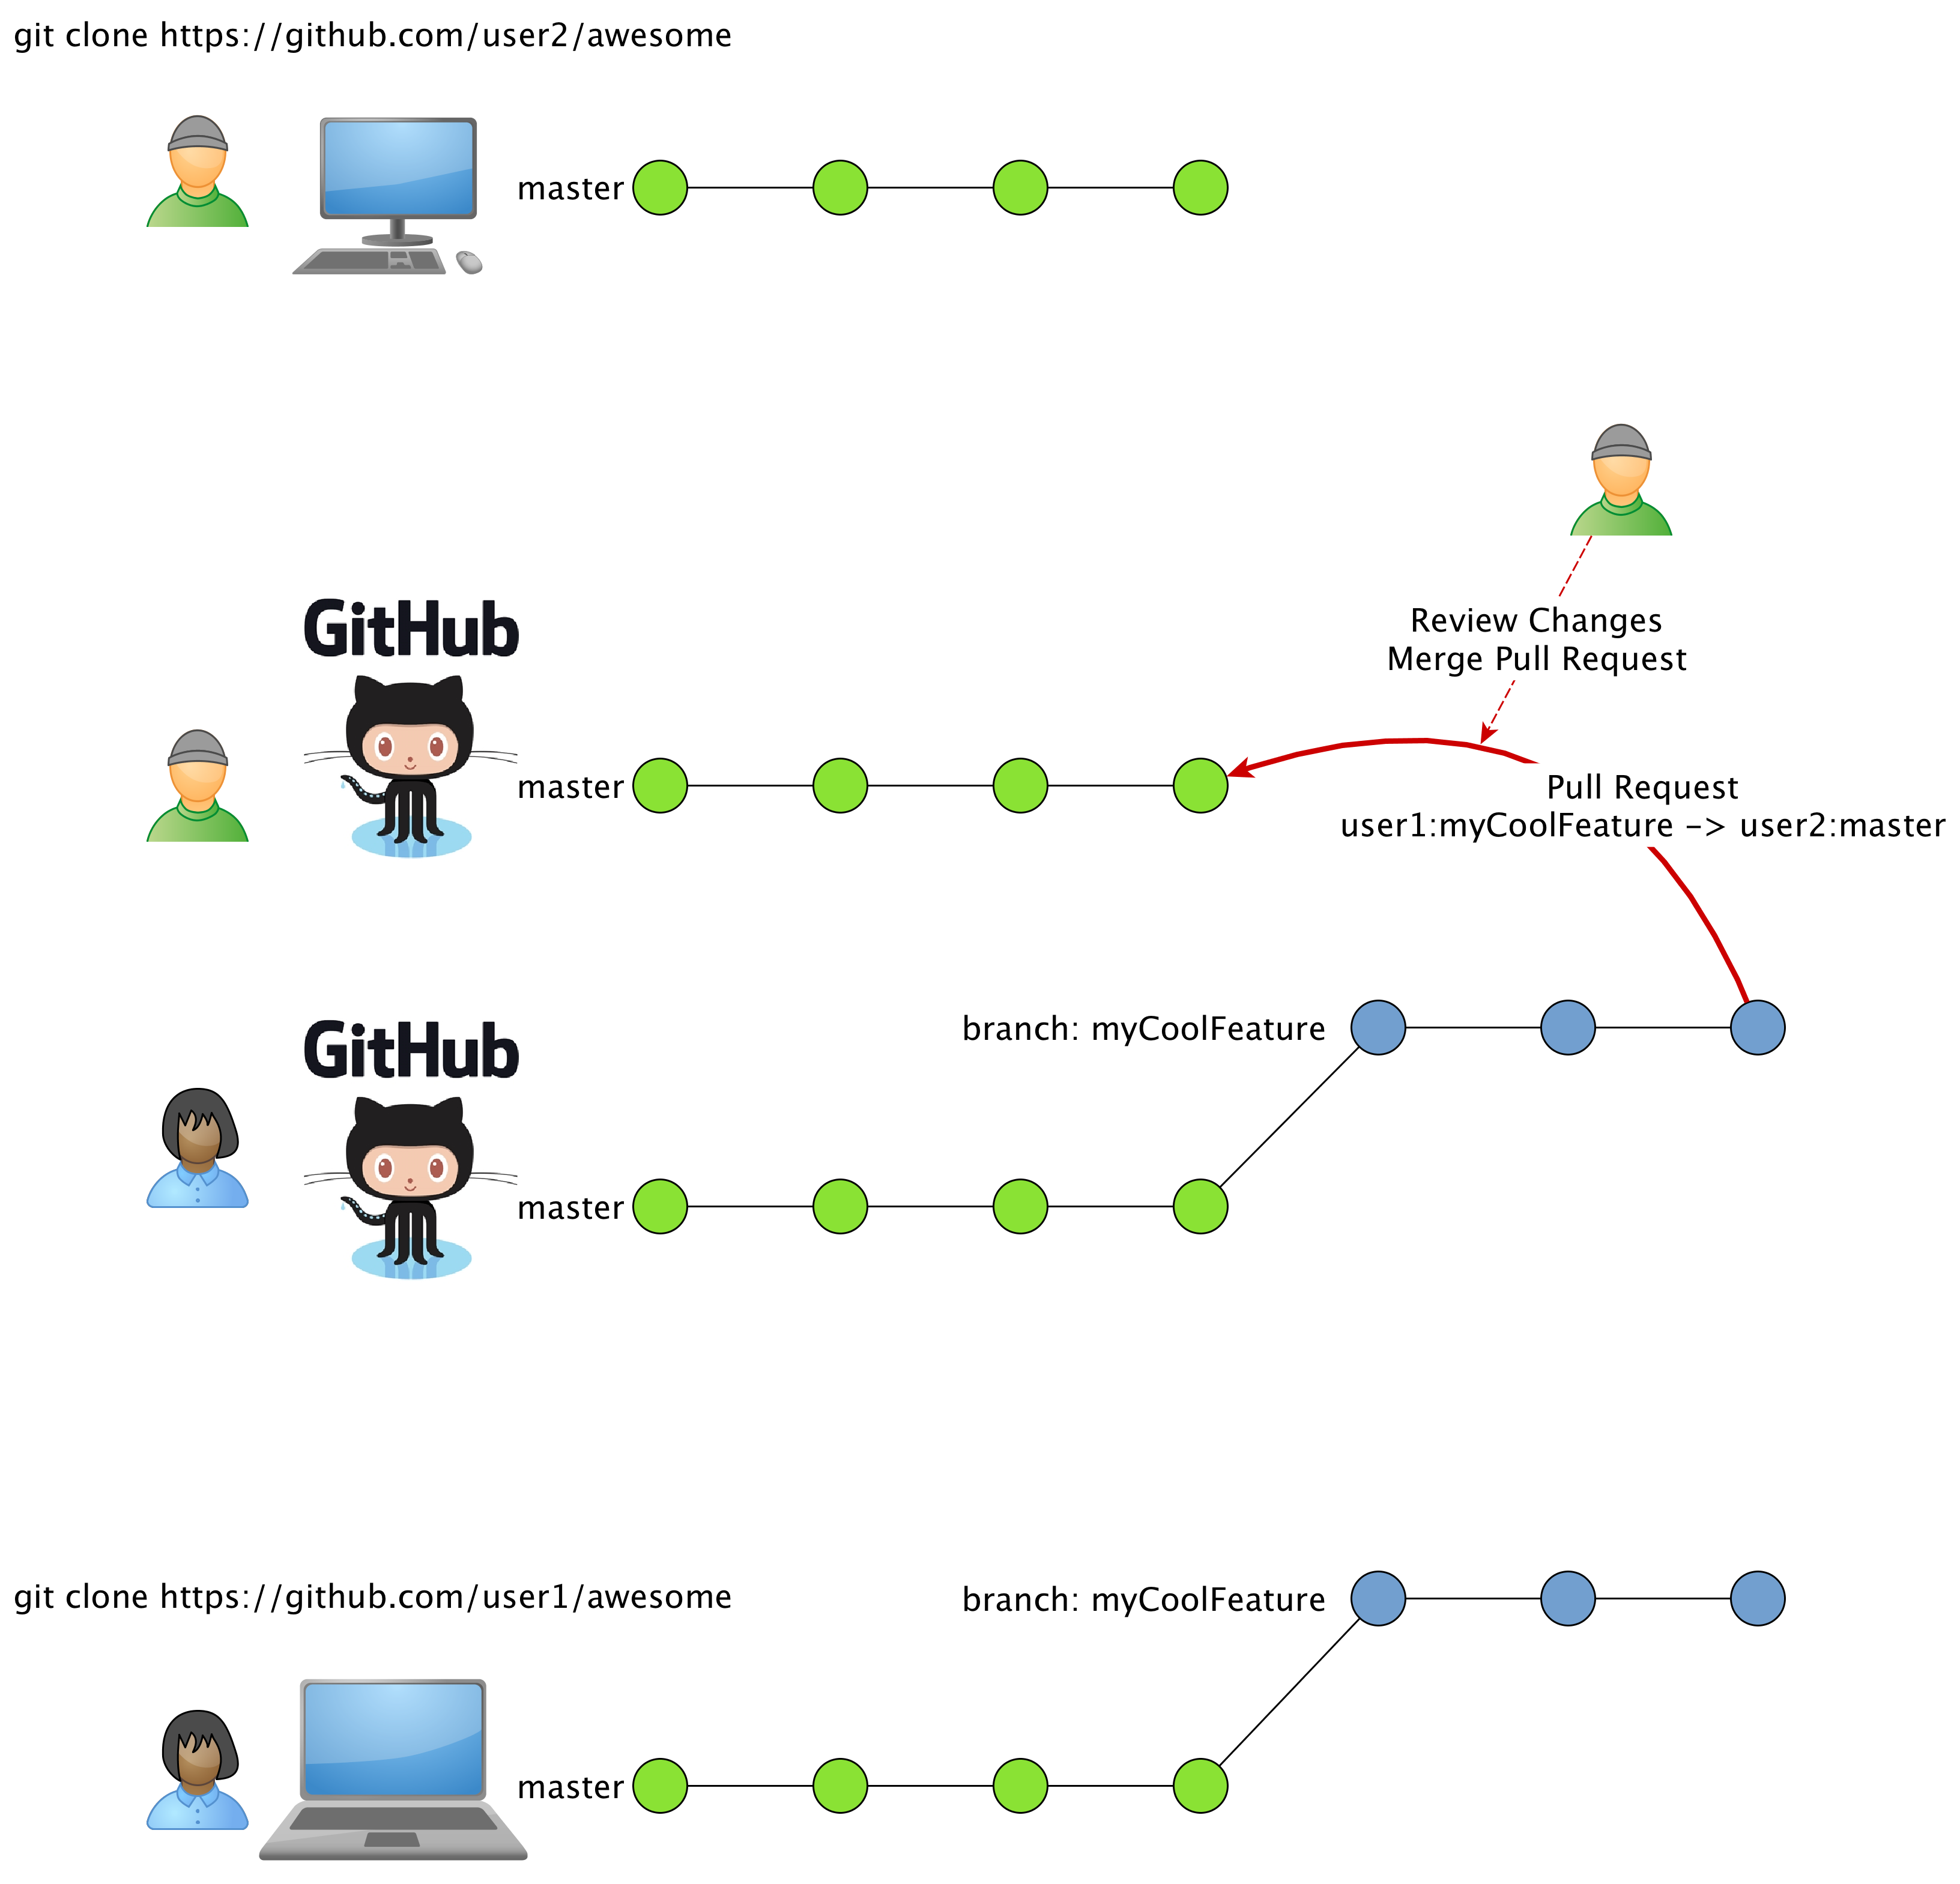 git clone https://github.com/user2/awesome
master
Review Changes
Merge Pull Request
GitHub
master
Pull Request
user1:myCoolFeature -> user2:master
GitHub
branch: myCoolFeature
master
git clone https://github.com/user1/awesome
branch: myCoolFeature
master